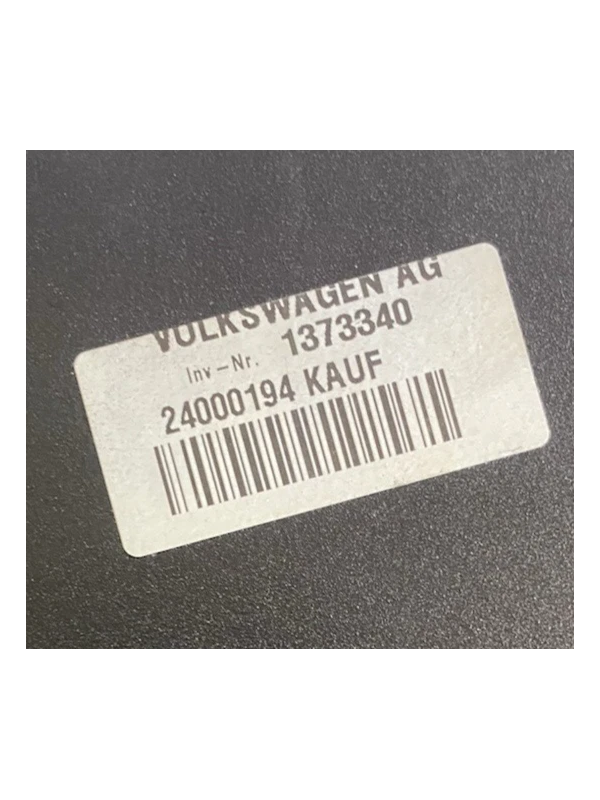 VOLKSWAGEN AG
Inv-Nr. 1373340
24000194 KAUF